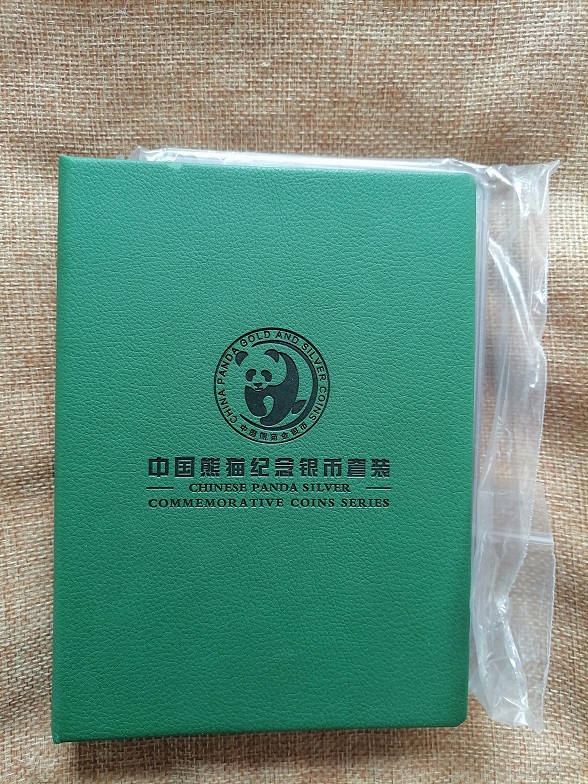 CHINA PANDA GOLD AND SILVER COINS
中国熊猫金银币
中国熊猫纪念银币套装
CHINESE PANDA SILVER
COMMEMORATIVE COINS SERIES